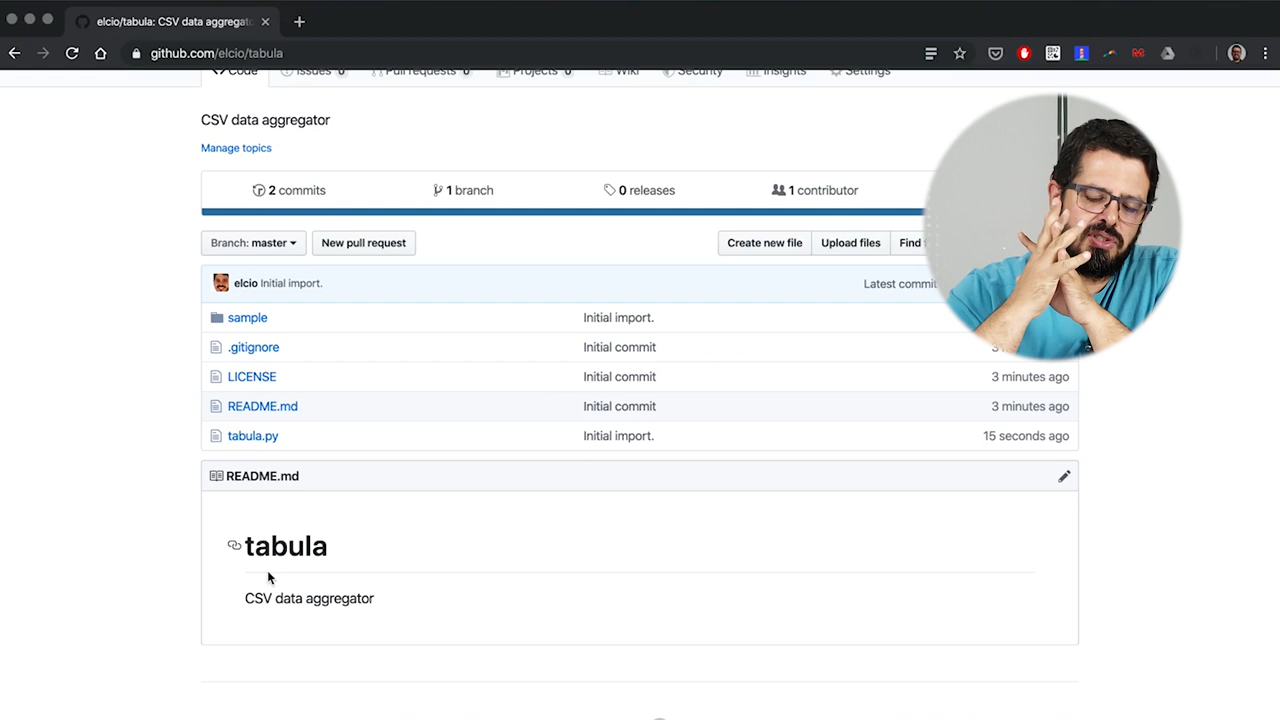 elcio/tabula: CSV data aggregat
github.com/elcio/tabula
Code Issues 0 Pull requests 0 Projects 0 Wiki Security Insights Settings
CSV data aggregator
Manage topics
2 commits 1 branch 0 releases 1 contributor
Branch: master New pull request Create new file Upload files Find
elcio Initial import. Latest commit
sample Initial import.
.gitignore Initial commit
LICENSE Initial commit 3 minutes ago
README.md Initial commit 3 minutes ago
tabula.py Initial import. 15 seconds ago
README.md
tabula
CSV data aggregator